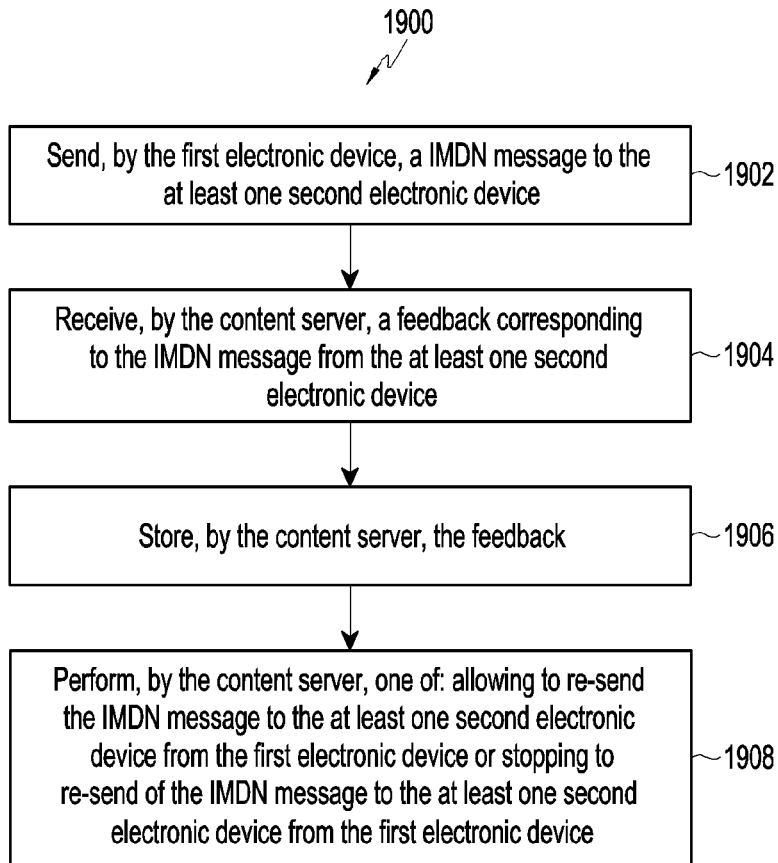 1900
Send, by the first electronic device, a IMDN message to the
at least one second electronic device
1902
Receive, by the content server, a feedback corresponding
to the IMDN message from the at least one second
electronic device
1904
Store, by the content server, the feedback
1906
Perform, by the content server, one of: allowing to re-send
the IMDN message to the at least one second electronic
device from the first electronic device or stopping to
re-send of the IMDN message to the at least one second
electronic device from the first electronic device
1908